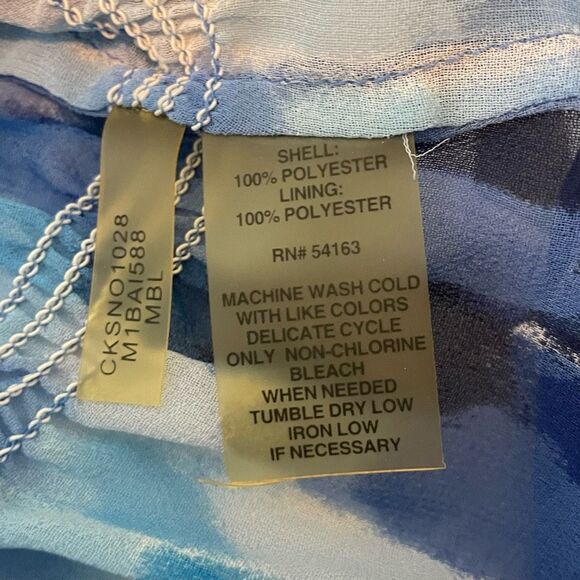 CKSNO1028
M1BAI588
MBL
SHELL:
100% POLYESTER
LINING:
100% POLYESTER
RN# 54163
MACHINE WASH COLD
WITH LIKE COLORS
DELICATE CYCLE
ONLY NON-CHLORINE
BLEACH
WHEN NEEDED
TUMBLE DRY LOW
IRON LOW
IF NECESSARY